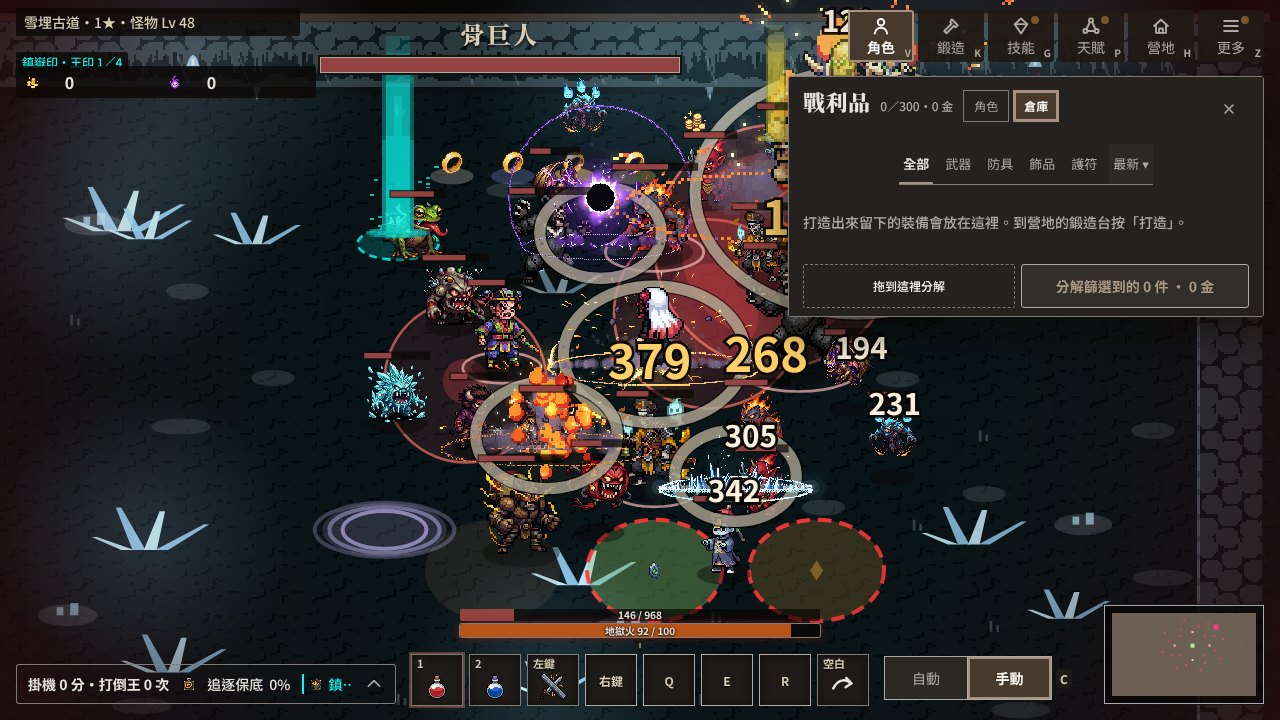 雪埋古道・1★・怪物 Lv 48
鎮嶽印・王印 1／4
0
0
骨巨人
角色 V
鍛造 K
技能 G
天賦 P
營地 H
更多 Z
戰利品 0／300・0 金 角色 倉庫 ×
全部 武器 防具 飾品 護符 最新 ▾
打造出來留下的裝備會放在這裡。到營地的鍛造台按「打造」。
拖到這裡分解
分解篩選到的 0 件 ・ 0 金
379
268
194
231
305
342
146 / 968
地獄火 92 / 100
掛機 0 分・打倒王 0 次 追逐保底 0% 鎮··
1
2
左鍵
右鍵
Q
E
R
空白
自動
手動
C